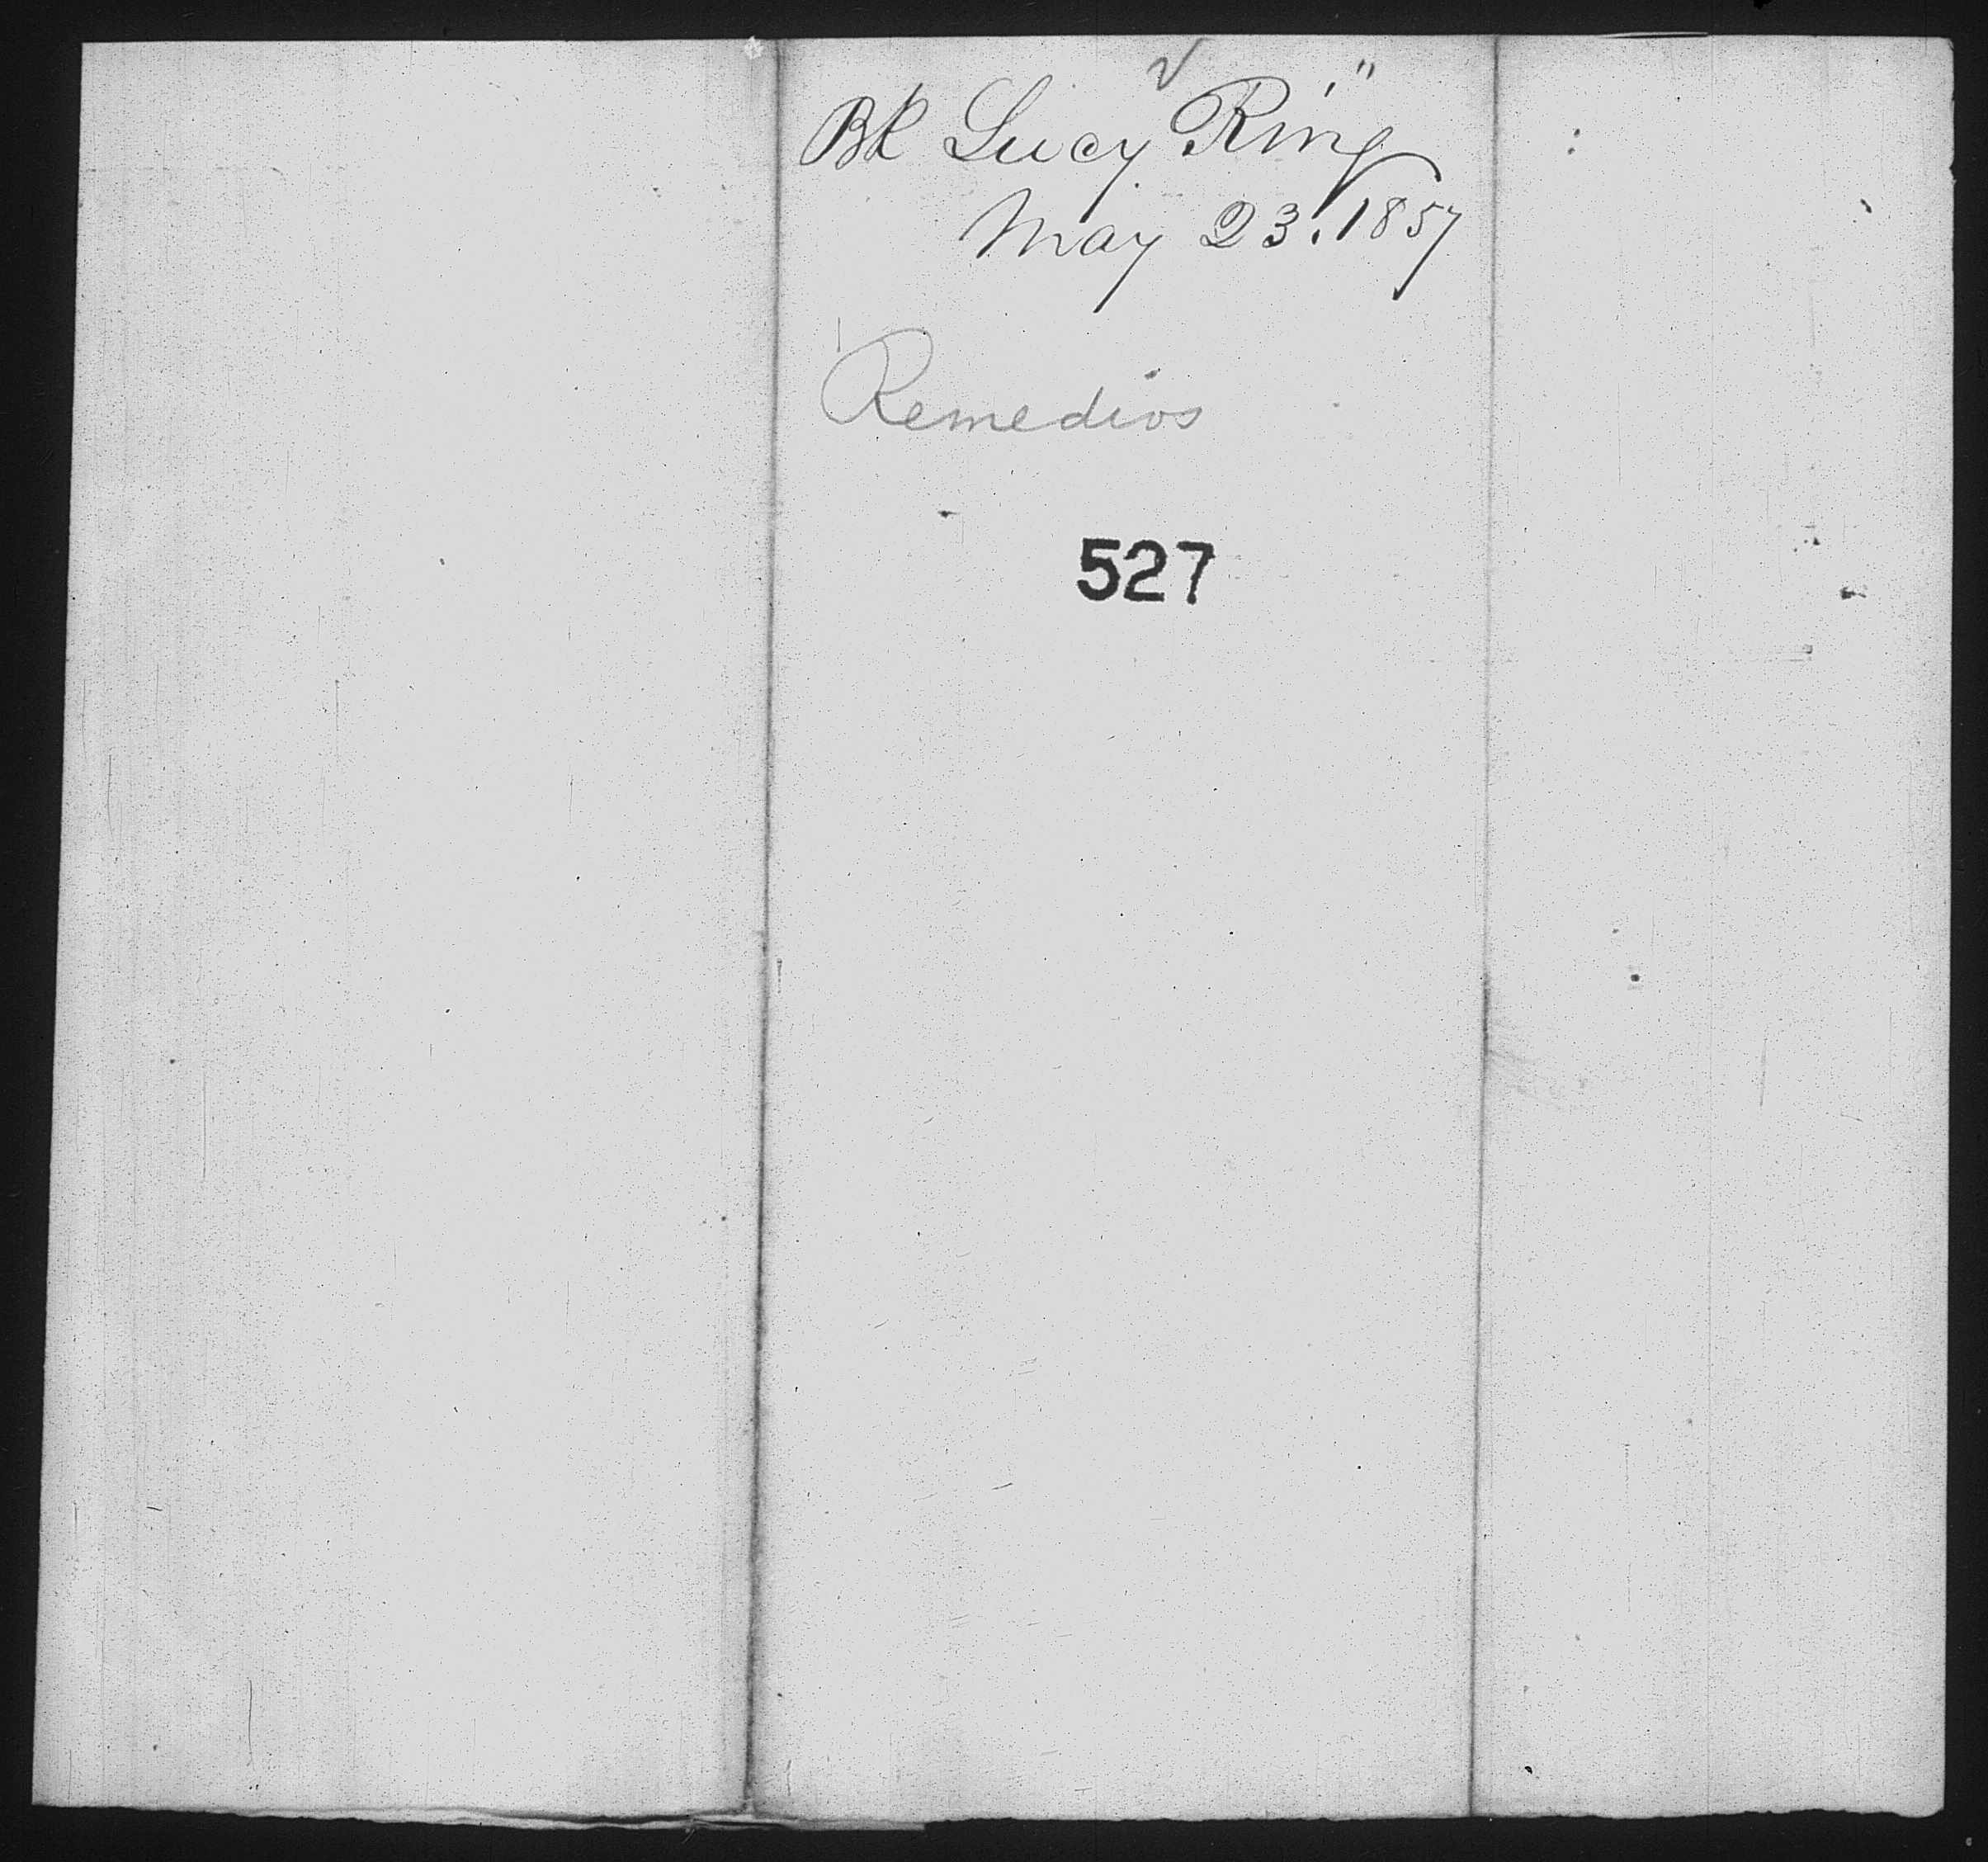 Bk Lucy Ring"
May 23. 1857
Remedios
527